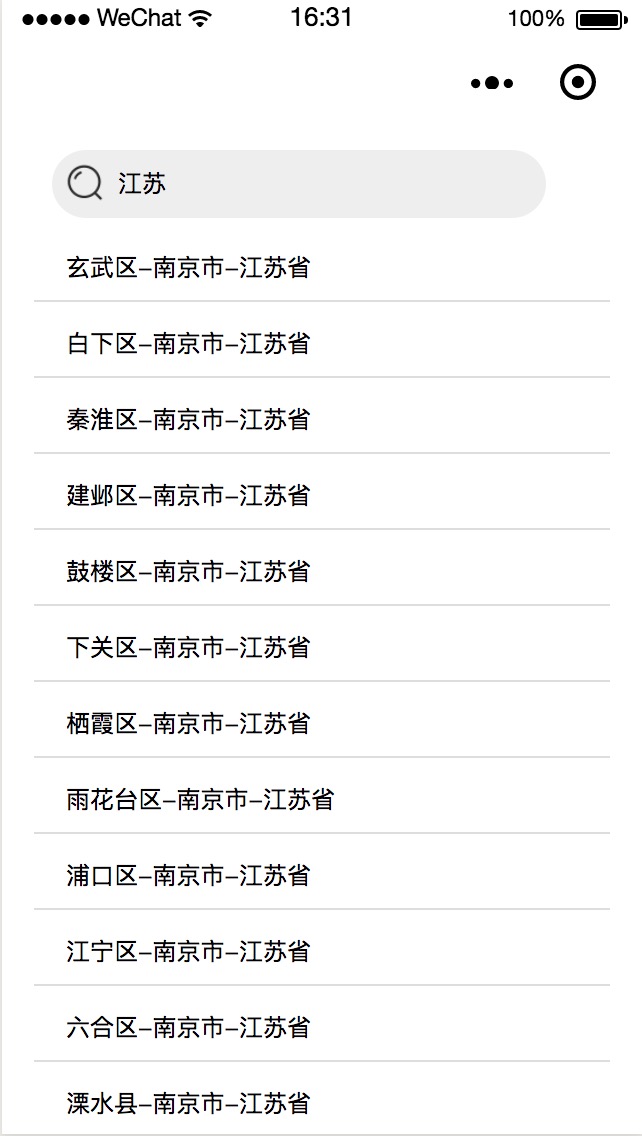 WeChat 16:31 100%
江苏
玄武区-南京市-江苏省
白下区-南京市-江苏省
秦淮区-南京市-江苏省
建邺区-南京市-江苏省
鼓楼区-南京市-江苏省
下关区-南京市-江苏省
栖霞区-南京市-江苏省
雨花台区-南京市-江苏省
浦口区-南京市-江苏省
江宁区-南京市-江苏省
六合区-南京市-江苏省
溧水县-南京市-江苏省